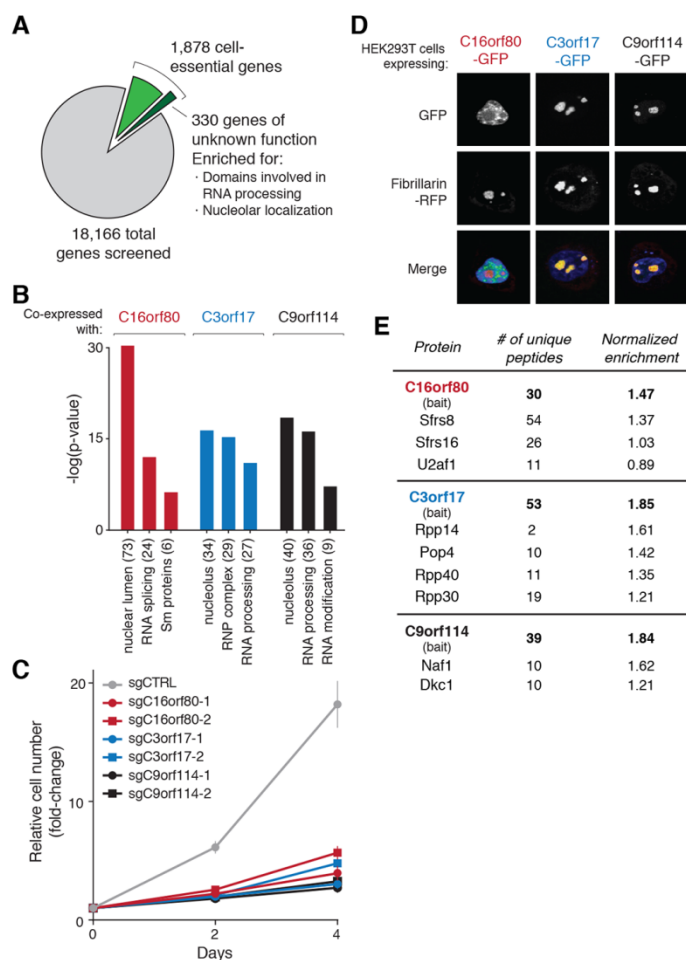 A
1,878 cell-
essential genes
330 genes of
unknown function
Enriched for:
· Domains involved in
RNA processing
· Nucleolar localization
18,166 total
genes screened
B
Co-expressed
with:
C16orf80
C3orf17
C9orf114
-log(p-value)
30
15
0
nuclear lumen (73)
RNA splicing (24)
Sm proteins (6)
nucleolus (34)
RNP complex (29)
RNA processing (27)
nucleolus (40)
RNA processing (36)
RNA modification (9)
C
Relative cell number
(fold-change)
20
10
0
sgCTRL
sgC16orf80-1
sgC16orf80-2
sgC3orf17-1
sgC3orf17-2
sgC9orf114-1
sgC9orf114-2
0
2
4
Days
D
HEK293T cells
expressing:
C16orf80
-GFP
C3orf17
-GFP
C9orf114
-GFP
GFP
Fibrillarin
-RFP
Merge
E
Protein # of unique peptides Normalized enrichment
C16orf80 30 1.47
(bait)
Sfrs8 54 1.37
Sfrs16 26 1.03
U2af1 11 0.89
C3orf17 53 1.85
(bait)
Rpp14 2 1.61
Pop4 10 1.42
Rpp40 11 1.35
Rpp30 19 1.21
C9orf114 39 1.84
(bait)
Naf1 10 1.62
Dkc1 10 1.21